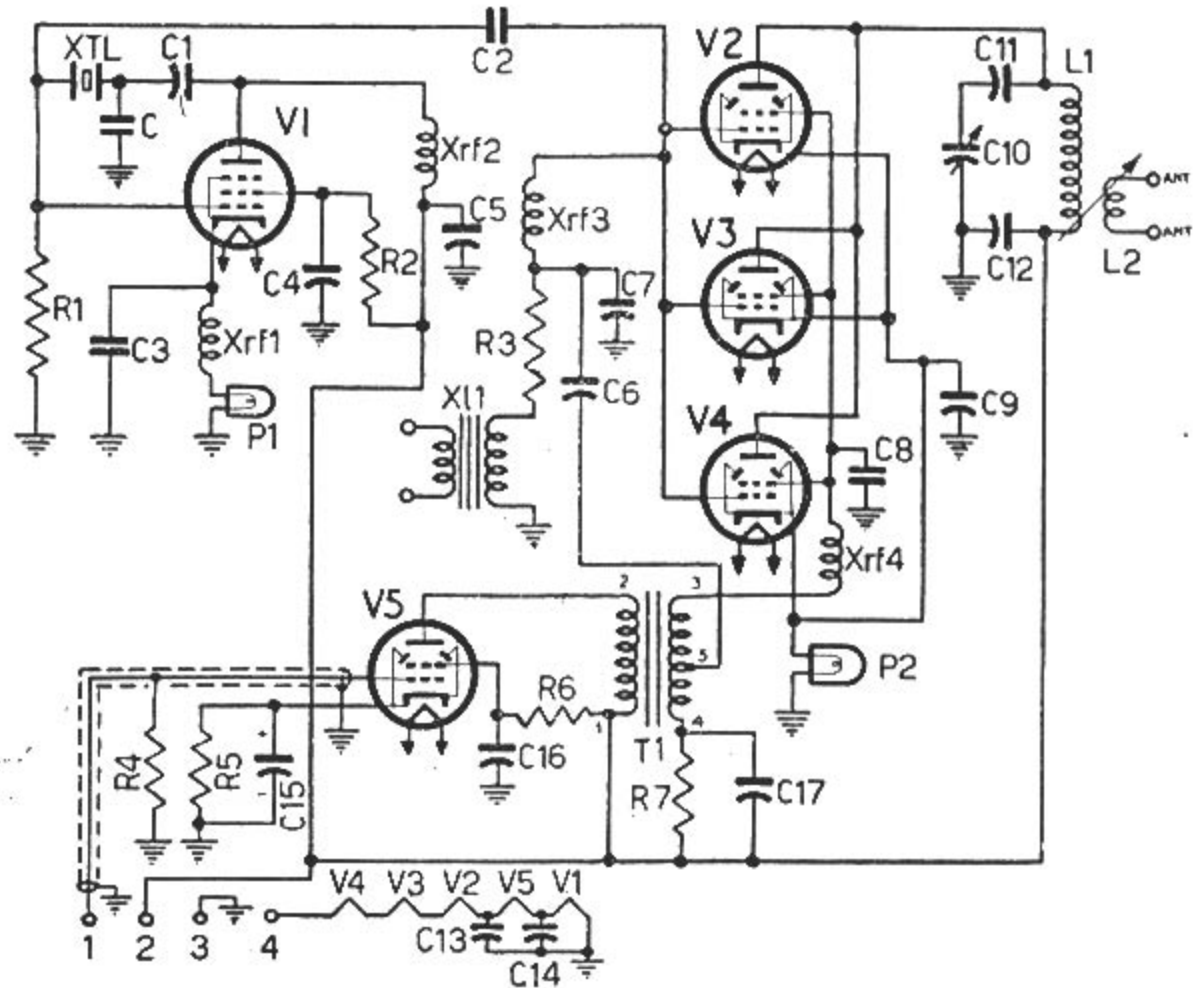 XTL
C1
C2
V2
C11
L1
C
V1
Xrf2
C10
ANT
C5
Xrf3
V3
ANT
C12
L2
R2
C4
C7
R1
C3
Xrf1
R3
C6
P1
Xl1
V4
C9
C8
Xrf4
V5
2
3
5
P2
R6
1
4
T1
C16
R4
R5
+
-
C15
R7
C17
V4 V3 V2 V5 V1
C13
C14
1 2 3 4